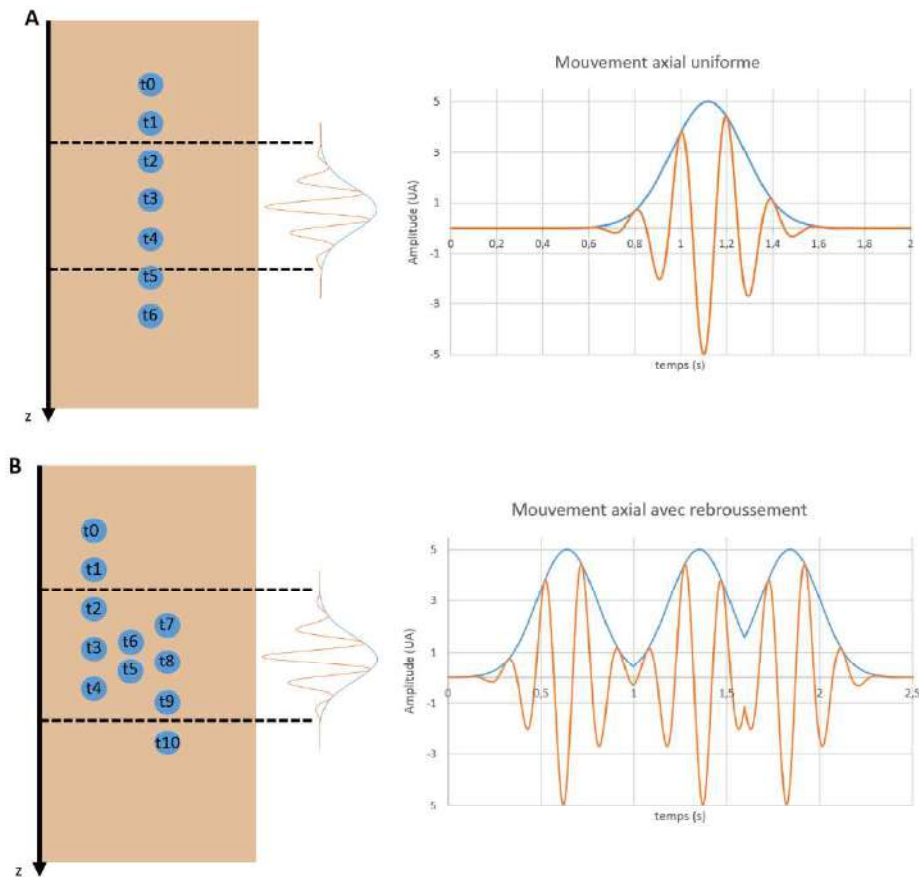 A
t0
t1
t2
t3
t4
t5
t6
z
Mouvement axial uniforme
Amplitude (UA)
5
3
1
-1
-3
-5
0 0,2 0,4 0,6 0,8 1 1,2 1,4 1,6 1,8 2
temps (s)
B
t0
t1
t2
t3
t4
t5
t6
t7
t8
t9
t10
z
Mouvement axial avec rebroussement
Amplitude (UA)
5
3
1
-1
-3
5
0 0,5 1 1,5 2 2,5
temps (s)